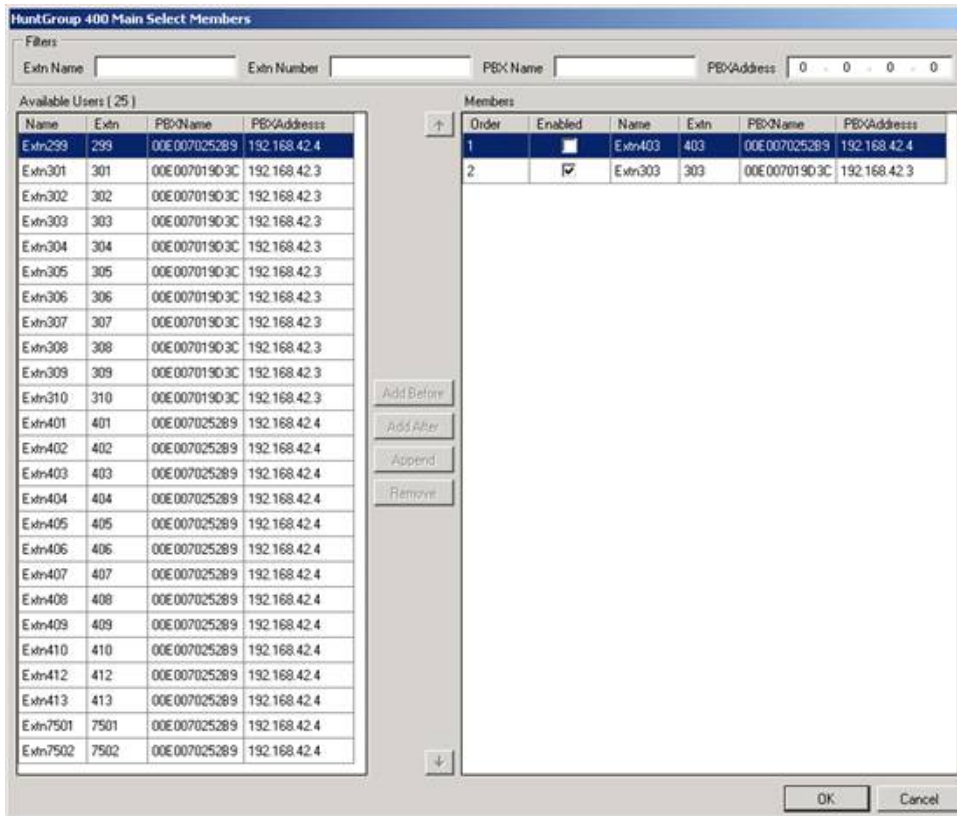 HuntGroup 400 Main Select Members
Filters
Extn Name Extn Number PBX Name PBXAddress 0 . 0 . 0 . 0
Available Users ( 25 )
Name Extn PBXName PBXAddresss
Extn299 299 00E0070252B9 192.168.42.4
Extn301 301 00E007019D3C 192.168.42.3
Extn302 302 00E007019D3C 192.168.42.3
Extn303 303 00E007019D3C 192.168.42.3
Extn304 304 00E007019D3C 192.168.42.3
Extn305 305 00E007019D3C 192.168.42.3
Extn306 306 00E007019D3C 192.168.42.3
Extn307 307 00E007019D3C 192.168.42.3
Extn308 308 00E007019D3C 192.168.42.3
Extn309 309 00E007019D3C 192.168.42.3
Extn310 310 00E007019D3C 192.168.42.3
Extn401 401 00E0070252B9 192.168.42.4
Extn402 402 00E0070252B9 192.168.42.4
Extn403 403 00E0070252B9 192.168.42.4
Extn404 404 00E0070252B9 192.168.42.4
Extn405 405 00E0070252B9 192.168.42.4
Extn406 406 00E0070252B9 192.168.42.4
Extn407 407 00E0070252B9 192.168.42.4
Extn408 408 00E0070252B9 192.168.42.4
Extn409 409 00E0070252B9 192.168.42.4
Extn410 410 00E0070252B9 192.168.42.4
Extn412 412 00E0070252B9 192.168.42.4
Extn413 413 00E0070252B9 192.168.42.4
Extn7501 7501 00E0070252B9 192.168.42.4
Extn7502 7502 00E0070252B9 192.168.42.4
Add Before
Add After
Append
Remove
Members
Order Enabled Name Extn PBXName PBXAddresss
1 Extn403 403 00E0070252B9 192.168.42.4
2 Extn303 303 00E007019D3C 192.168.42.3
OK Cancel